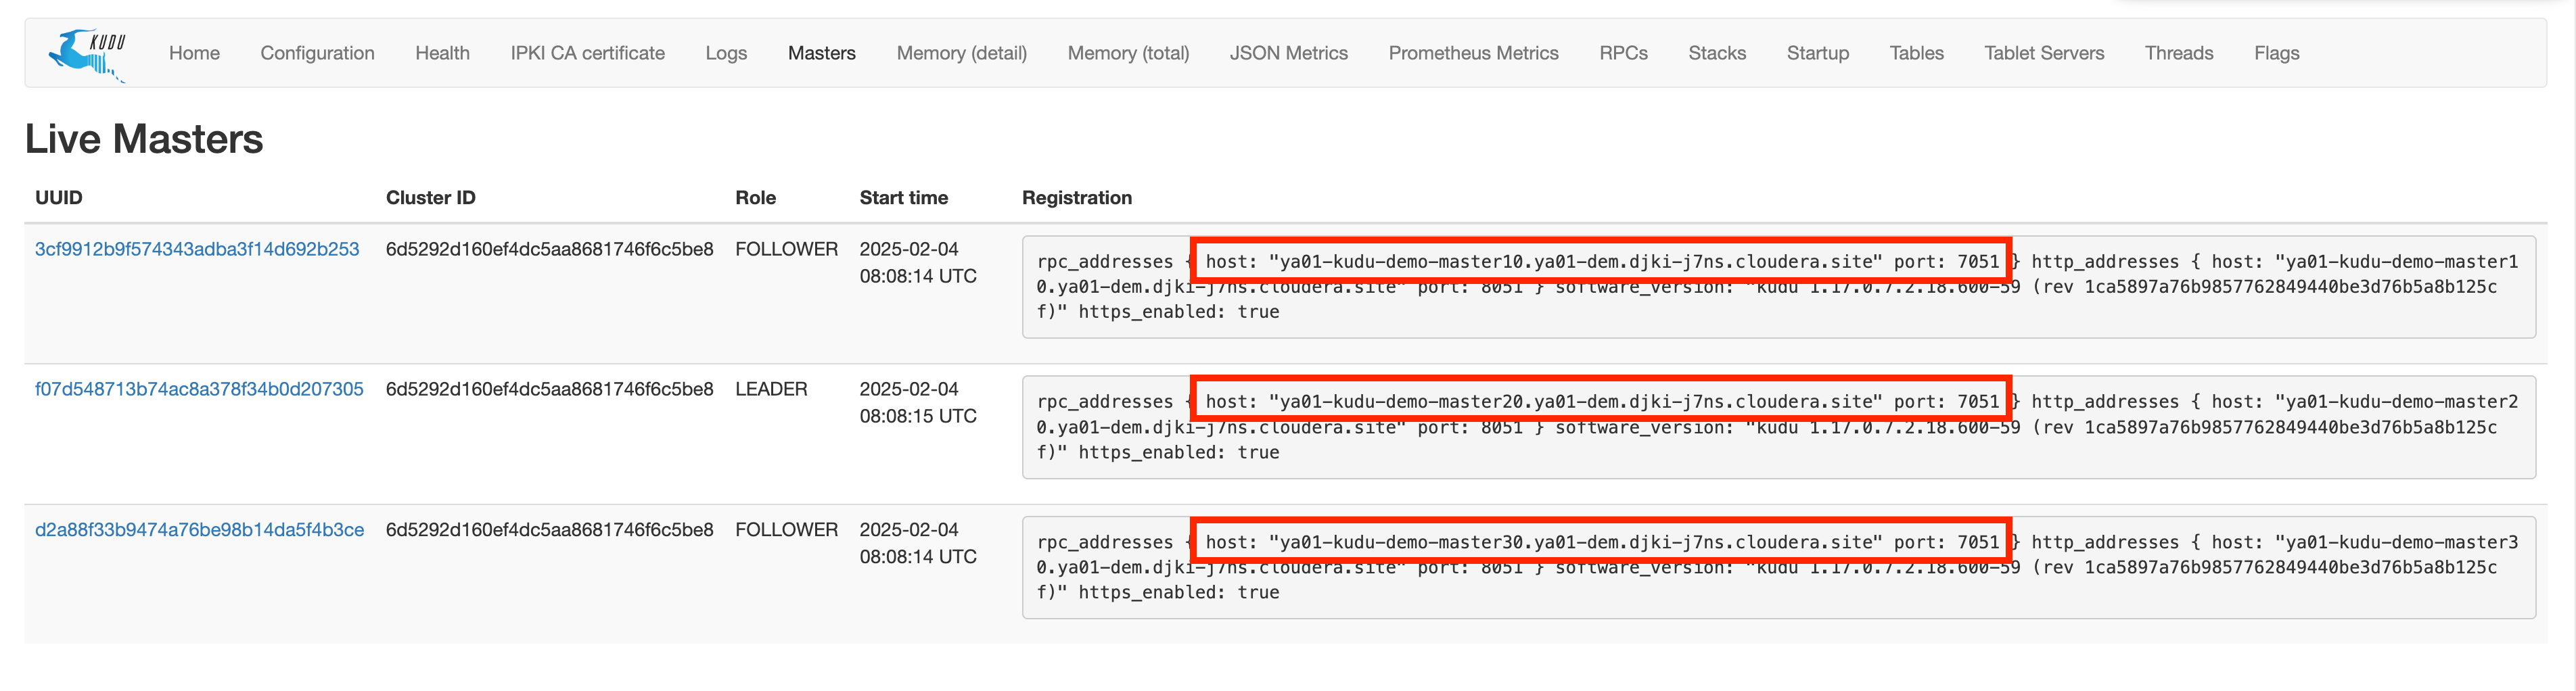 KUDU Home Configuration Health IPKI CA certificate Logs Masters Memory (detail) Memory (total) JSON Metrics Prometheus Metrics RPCs Stacks Startup Tables Tablet Servers Threads Flags
Live Masters
UUID Cluster ID Role Start time Registration
3cf9912b9f574343adba3f14d692b253 6d5292d160ef4dc5aa8681746f6c5be8 FOLLOWER 2025-02-04
08:08:14 UTC
rpc_addresses { host: "ya01-kudu-demo-master10.ya01-dem.djki-j7ns.cloudera.site" port: 7051 } http_addresses { host: "ya01-kudu-demo-master1
0.ya01-dem.djki-j7ns.cloudera.site" port: 8051 } software_version: "kudu 1.17.0.7.2.18.600-59 (rev 1ca5897a76b9857762849440be3d76b5a8b125c
f)" https_enabled: true
f07d548713b74ac8a378f34b0d207305 6d5292d160ef4dc5aa8681746f6c5be8 LEADER 2025-02-04
08:08:15 UTC
rpc_addresses { host: "ya01-kudu-demo-master20.ya01-dem.djki-j7ns.cloudera.site" port: 7051 } http_addresses { host: "ya01-kudu-demo-master2
0.ya01-dem.djki-j7ns.cloudera.site" port: 8051 } software_version: "kudu 1.17.0.7.2.18.600-59 (rev 1ca5897a76b9857762849440be3d76b5a8b125c
f)" https_enabled: true
d2a88f33b9474a76be98b14da5f4b3ce 6d5292d160ef4dc5aa8681746f6c5be8 FOLLOWER 2025-02-04
08:08:14 UTC
rpc_addresses { host: "ya01-kudu-demo-master30.ya01-dem.djki-j7ns.cloudera.site" port: 7051 } http_addresses { host: "ya01-kudu-demo-master3
0.ya01-dem.djki-j7ns.cloudera.site" port: 8051 } software_version: "kudu 1.17.0.7.2.18.600-59 (rev 1ca5897a76b9857762849440be3d76b5a8b125c
f)" https_enabled: true